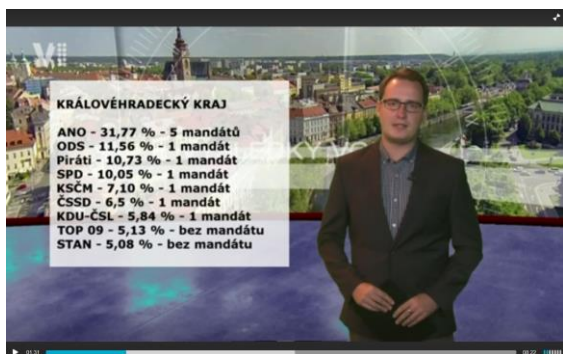 KRÁLOVÉHRADECKÝ KRAJ
ANO - 31,77 % - 5 mandátů
ODS - 11,56 % - 1 mandát
Piráti - 10,73 % - 1 mandát
SPD - 10,05 % - 1 mandát
KSČM - 7,10 % - 1 mandát
ČSSD - 6,5 % - 1 mandát
KDU-ČSL - 5,84 % - 1 mandát
TOP 09 - 5,13 % - bez mandátu
STAN - 5,08 % - bez mandátu